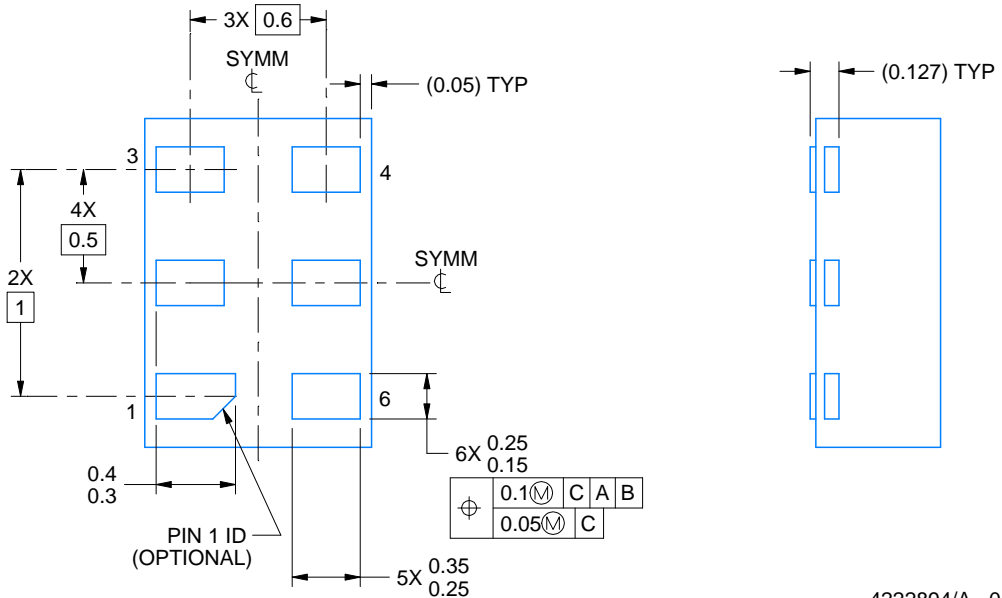 3X 0.6
SYMM
℄
(0.05) TYP
(0.127) TYP
3
4
4X
0.5
SYMM
℄
2X
1
1
6
6X 0.25
0.15
0.4
0.3
⌖ 0.1Ⓜ C A B
0.05Ⓜ C
PIN 1 ID
(OPTIONAL)
5X 0.35
0.25